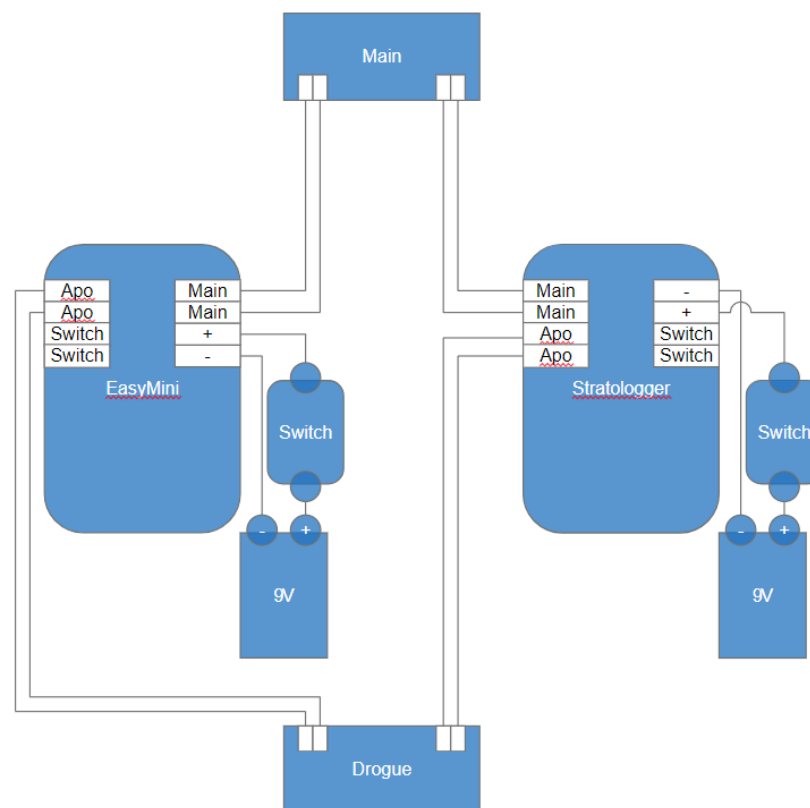 Main
Apo
Apo
Switch
Switch
Main
Main
+
-
EasyMini
Switch
-
+
9V
Main
Main
Apo
Apo
-
+
Switch
Switch
Stratologger
Switch
-
+
9V
Drogue